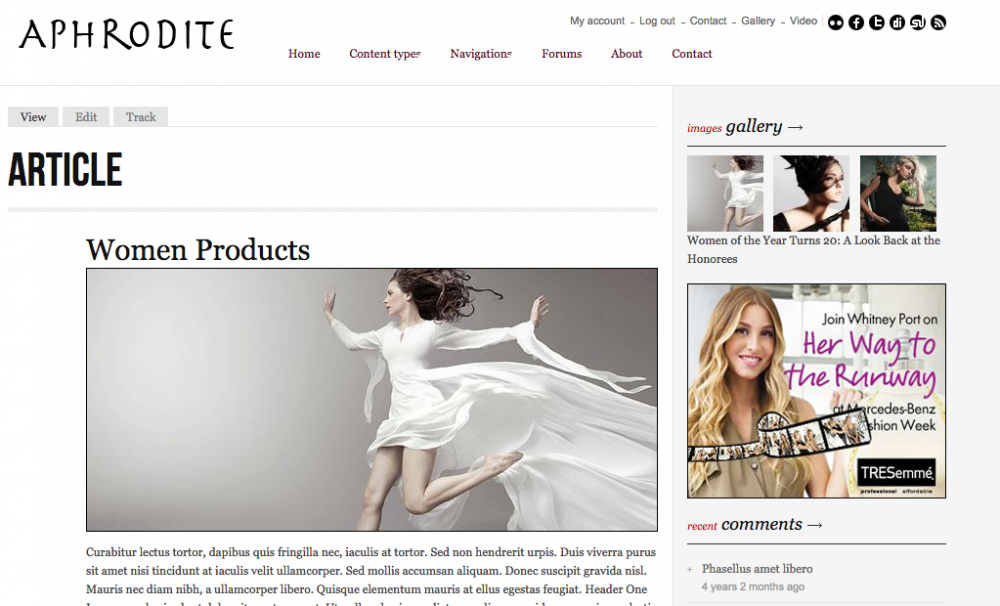 APHRODITE
My account - Log out - Contact - Gallery - Video
Home Content types Navigations Forums About Contact
View Edit Track
ARTICLE
Women Products
Curabitur lectus tortor, dapibus quis fringilla nec, iaculis at tortor. Sed non hendrerit urpis. Duis viverra purus
sit amet nisi tincidunt at iaculis velit ullamcorper. Sed mollis accumsan aliquam. Donec suscipit gravida nisl.
Mauris nec diam nibh, a ullamcorper libero. Quisque elementum mauris at ellus egestas feugiat. Header One
images gallery →
Women of the Year Turns 20: A Look Back at the
Honorees
Join Whitney Port on
Her Way to
the Runway
at Mercedes-Benz
shion Week
TRESemmé
professional affordable
recent comments →
+ Phasellus amet libero
4 years 2 months ago